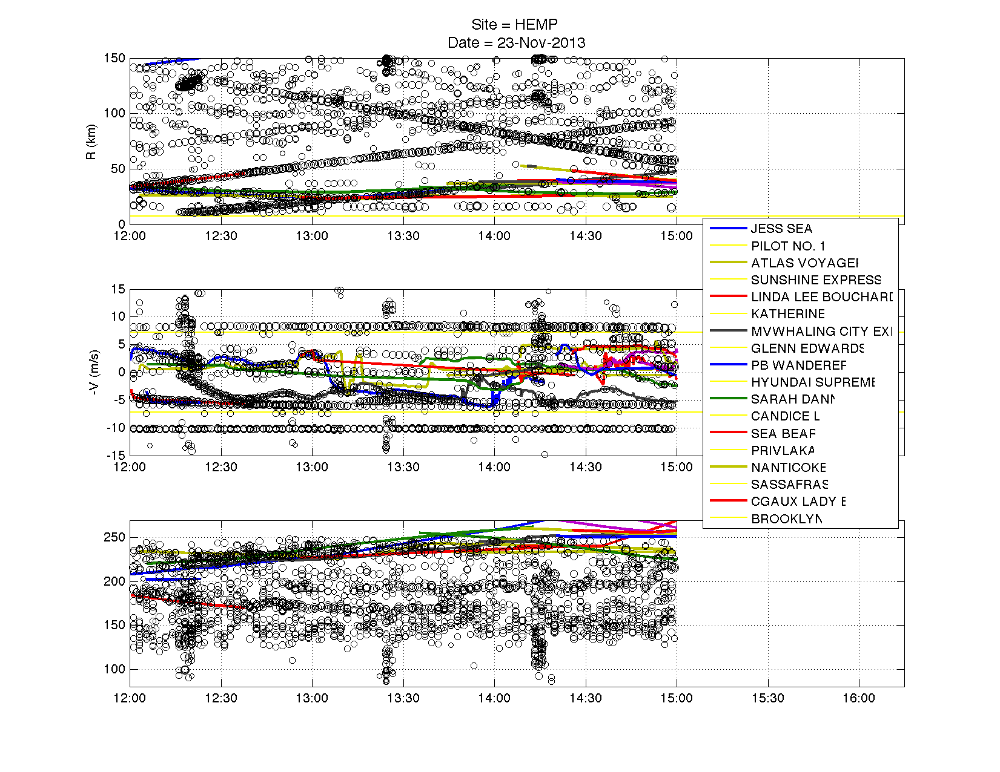 Site = HEMP
Date = 23-Nov-2013
150
100
50
0
R (km)
12:00 12:30 13:00 13:30 14:00 14:30 15:00
JESS SEA
PILOT NO. 1
ATLAS VOYAGER
SUNSHINE EXPRESS
LINDA LEE BOUCHARD
KATHERINE
MVWHALING CITY EXI
GLENN EDWARDS
PB WANDERER
HYUNDAI SUPREME
SARAH DANN
CANDICE L
SEA BEAR
PRIVLAKA
NANTICOKE
SASSAFRAS
CGAUX LADY B
BROOKLYN
15
10
5
0
-5
-10
-15
-V (m/s)
12:00 12:30 13:00 13:30 14:00 14:30 15:00
250
200
150
100
12:00 12:30 13:00 13:30 14:00 14:30 15:00 15:30 16:00